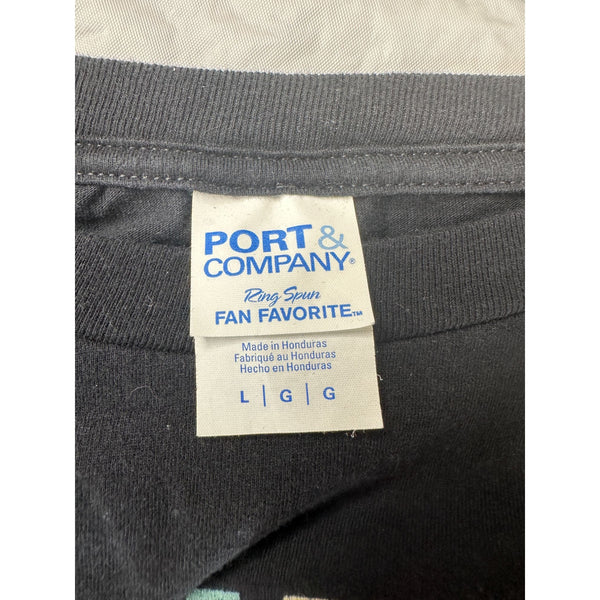 PORT &
COMPANY®
Ring Spun
FAN FAVORITE™
Made in Honduras
Fabriqué au Honduras
Hecho en Honduras
L | G | G